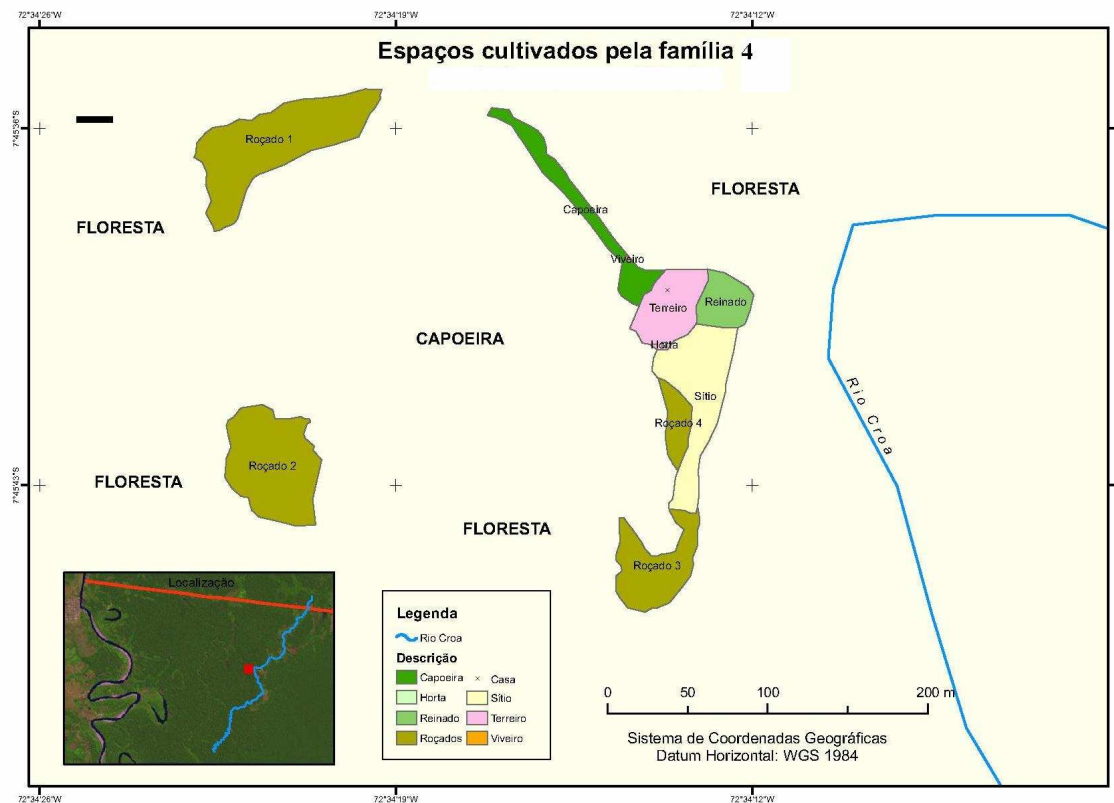 72°34'26"W
72°34'19"W
72°34'12"W
Espaços cultivados pela família 4
7°45'36"S
Roçado 1
FLORESTA
FLORESTA
Capoeira
Viveiro
Reinado
Terreiro
CAPOEIRA
Horta
Sítio
Rio Croa
Roçado 4
Roçado 2
FLORESTA
7°45'43"S
FLORESTA
Roçado 3
Localização
Legenda
Rio Croa
Descrição
Capoeira
Casa
Horta
Sítio
Reinado
Terreiro
Roçados
Viveiro
0 50 100 200 m
Sistema de Coordenadas Geográficas
Datum Horizontal: WGS 1984
72°34'26"W
72°34'19"W
72°34'12"W